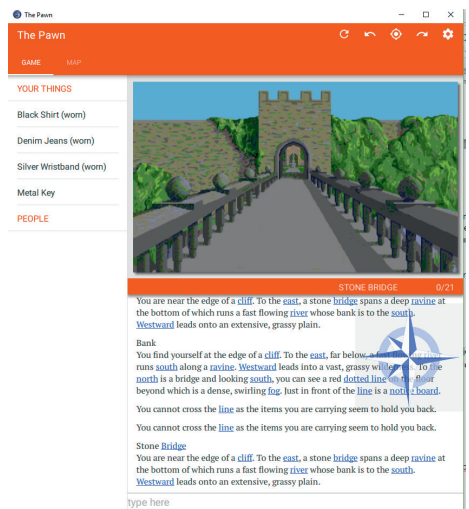 The Pawn
The Pawn
GAME MAP
YOUR THINGS
Black Shirt (worn)
Denim Jeans (worn)
Silver Wristband (worn)
Metal Key
PEOPLE
STONE BRIDGE 0/21
You are near the edge of a cliff. To the east, a stone bridge spans a deep ravine at
the bottom of which runs a fast flowing river whose bank is to the south.
Westward leads onto an extensive, grassy plain.
Bank
You find yourself at the edge of a cliff. To the east, far below, a fast flowing river
runs south along a ravine. Westward leads into a vast, grassy wilderness. To the
north is a bridge and looking south, you can see a red dotted line on the floor
beyond which is a dense, swirling fog. Just in front of the line is a notice board.
You cannot cross the line as the items you are carrying seem to hold you back.
You cannot cross the line as the items you are carrying seem to hold you back.
Stone Bridge
You are near the edge of a cliff. To the east, a stone bridge spans a deep ravine at
the bottom of which runs a fast flowing river whose bank is to the south.
Westward leads onto an extensive, grassy plain.
type here